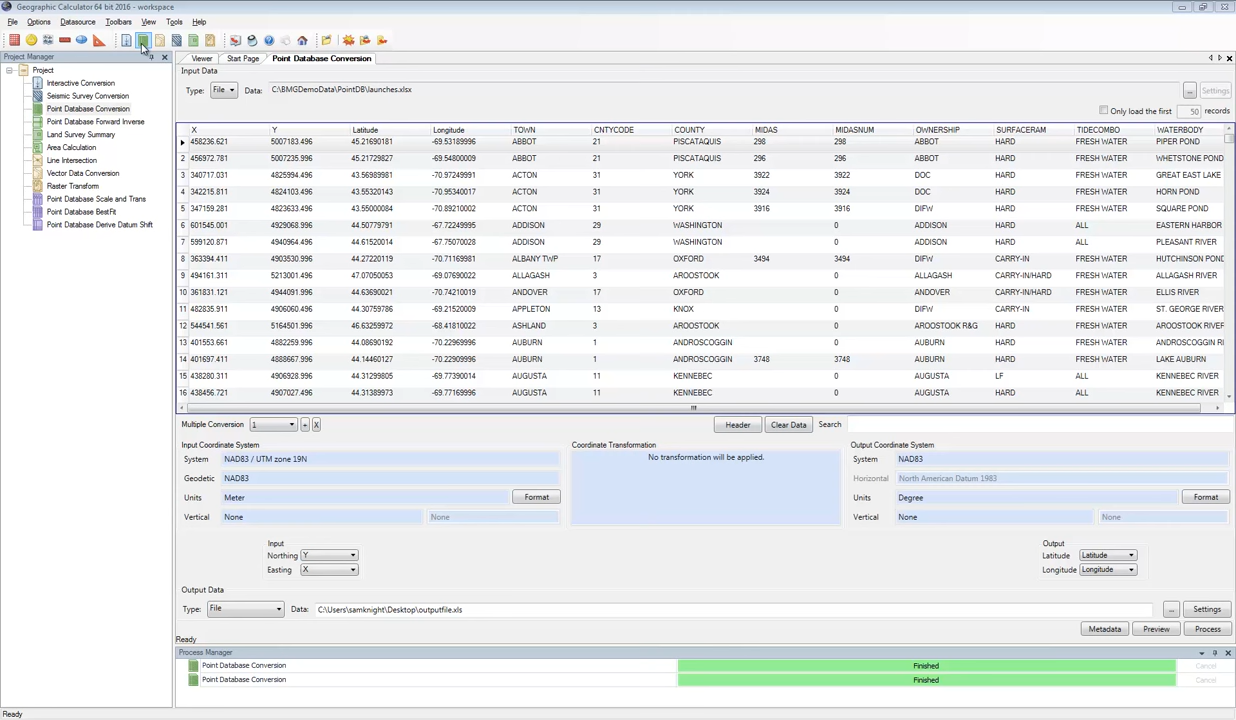 Geographic Calculator 64 bit 2016 - workspace
File Options Datasource Toolbars View Tools Help
Project Manager
Viewer Start Page Point Database Conversion
Project
Interactive Conversion
Seismic Survey Conversion
Point Database Conversion
Point Database Forward Inverse
Land Survey Summary
Area Calculation
Line Intersection
Vector Data Conversion
Raster Transform
Point Database Scale and Trans
Point Database BestFit
Point Database Derive Datum Shift
Input Data
Type: File Data: C:\BMGDemoData\PointDB\launches.xlsx ... Settings
Only load the first 50 records
X Y Latitude Longitude TOWN CNTYCODE COUNTY MIDAS MIDASNUM OWNERSHIP SURFACERAM TIDECOMBO WATERBODY
458236.621 5007183.496 45.21690181 -69.53189996 ABBOT 21 PISCATAQUIS 298 298 ABBOT HARD FRESH WATER PIPER POND
2 456972.781 5007235.996 45.21729827 -69.54800009 ABBOT 21 PISCATAQUIS 296 296 ABBOT HARD FRESH WATER WHETSTONE POND
3 340717.031 4825994.496 43.56989981 -70.97249991 ACTON 31 YORK 3922 3922 DOC HARD FRESH WATER GREAT EAST LAKE
4 342215.811 4824103.496 43.55320143 -70.95340017 ACTON 31 YORK 3924 3924 DOC HARD FRESH WATER HORN POND
5 347159.281 4823633.496 43.55000084 -70.89210002 ACTON 31 YORK 3916 3916 DIFW HARD FRESH WATER SQUARE POND
6 601545.001 4929068.996 44.50779791 -67.72249995 ADDISON 29 WASHINGTON 0 ADDISON HARD ALL EASTERN HARBOR
7 599120.871 4940964.496 44.61520014 -67.75070028 ADDISON 29 WASHINGTON 0 ADDISON HARD ALL PLEASANT RIVER
8 363394.411 4903530.996 44.27220119 -70.71169981 ALBANY TWP 17 OXFORD 3494 3494 DIFW CARRY-IN FRESH WATER HUTCHINSON POND
9 494161.311 5213001.496 47.07050053 -69.07690022 ALLAGASH 3 AROOSTOOK 0 ALLAGASH CARRY-IN/HARD FRESH WATER ALLAGASH RIVER
10 361831.121 4944091.996 44.63690021 -70.74210019 ANDOVER 17 OXFORD 0 ANDOVER CARRY-IN/HARD FRESH WATER ELLIS RIVER
11 482835.911 4906060.496 44.30759786 -69.21520009 APPLETON 13 KNOX 0 DIFW CARRY-IN FRESH WATER ST. GEORGE RIVER
12 544541.561 5164501.996 46.63259972 -68.41810022 ASHLAND 3 AROOSTOOK 0 AROOSTOOK R&G HARD FRESH WATER AROOSTOOK RIVER
13 401553.661 4882259.996 44.08690192 -70.22969996 AUBURN 1 ANDROSCOGGIN 0 AUBURN HARD FRESH WATER ANDROSCOGGIN RI
14 401697.411 4888667.996 44.14460127 -70.22909996 AUBURN 1 ANDROSCOGGIN 3748 3748 AUBURN HARD FRESH WATER LAKE AUBURN
15 438280.311 4906928.996 44.31299805 -69.77390014 AUGUSTA 11 KENNEBEC 0 AUGUSTA LF ALL KENNEBEC RIVER
16 438456.721 4907027.496 44.31389973 -69.77169996 AUGUSTA 11 KENNEBEC 0 AUGUSTA HARD ALL KENNEBEC RIVER
Multiple Conversion 1 + X Header Clear Data Search
Input Coordinate System Coordinate Transformation Output Coordinate System
System NAD83 / UTM zone 19N No transformation will be applied. System NAD83
Geodetic NAD83 Horizontal North American Datum 1983
Units Meter Format Units Degree Format
Vertical None None Vertical None None
Input Output
Northing Y Latitude Latitude
Easting X Longitude Longitude
Output Data
Type: File Data: C:\Users\samknight\Desktop\outputfile.xls ... Settings
Metadata Preview Process
Ready
Process Manager
Point Database Conversion Finished Cancel
Point Database Conversion Finished Cancel
Ready